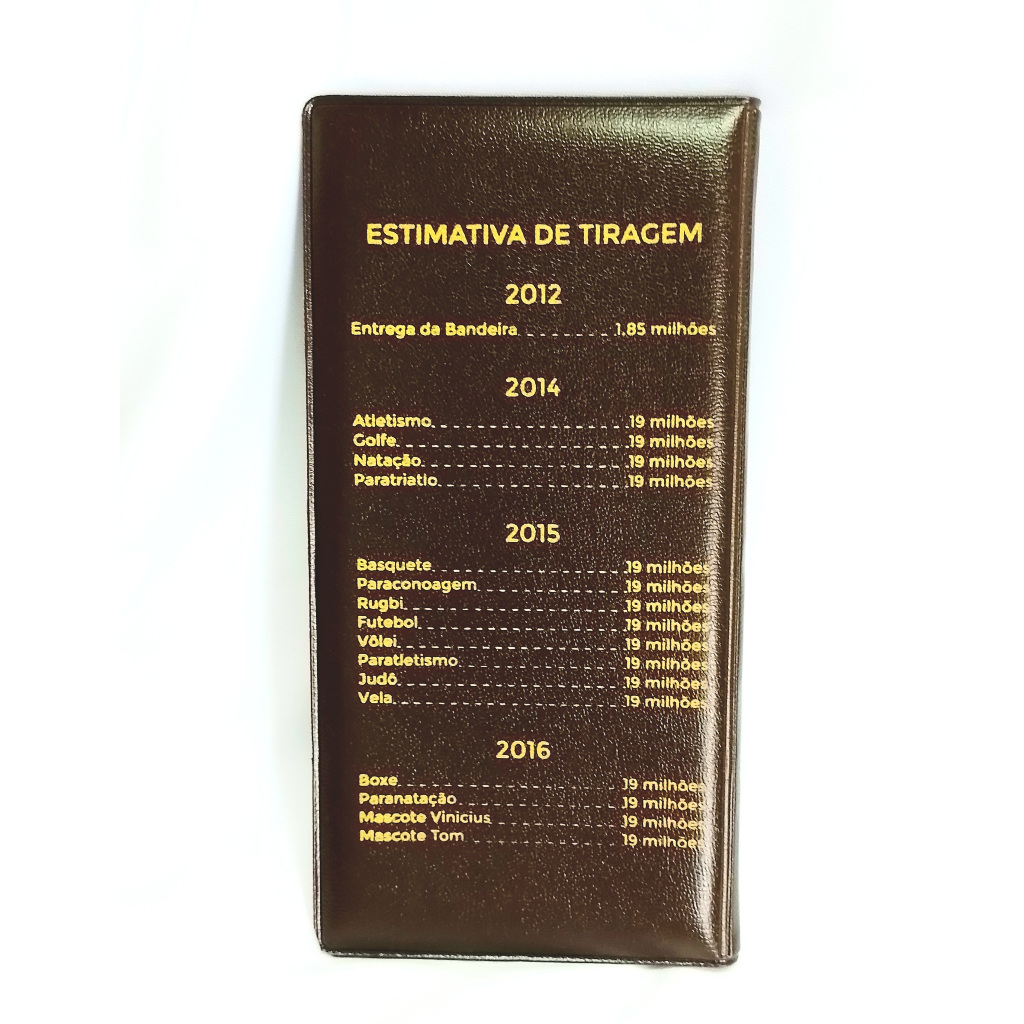 ESTIMATIVA DE TIRAGEM
2012
Entrega da Bandeira 1.85 milhões
2014
Atletismo 19 milhões
Golfe 19 milhões
Natação 19 milhões
Paratriatlo 19 milhões
2015
Basquete 19 milhões
Paraconoagem 19 milhões
Rugbi 19 milhões
Futebol 19 milhões
Vôlei 19 milhões
Paratletismo 19 milhões
Judô 19 milhões
Vela 19 milhões
2016
Boxe 19 milhões
Paranatação 19 milhões
Mascote Vinicius 19 milhões
Mascote Tom 19 milhões